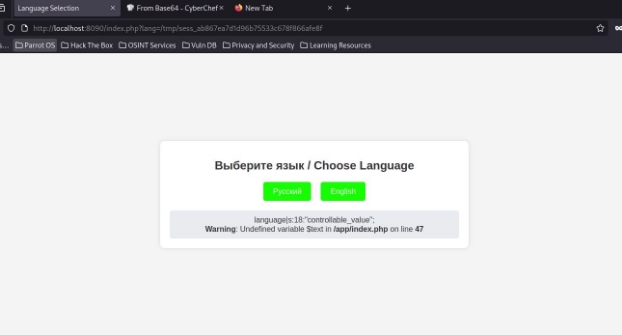 Language Selection × From Base64 - CyberChef × New Tab × +
http://localhost:8090/index.php?lang=/tmp/sess_ab867ea7d1d96b75533c678f866afe8f
s... Parrot OS Hack The Box OSINT Services Vuln DB Privacy and Security Learning Resources
Выберите язык / Choose Language
Русский English
language|s:18:"controllable_value";
Warning: Undefined variable $text in /app/index.php on line 47